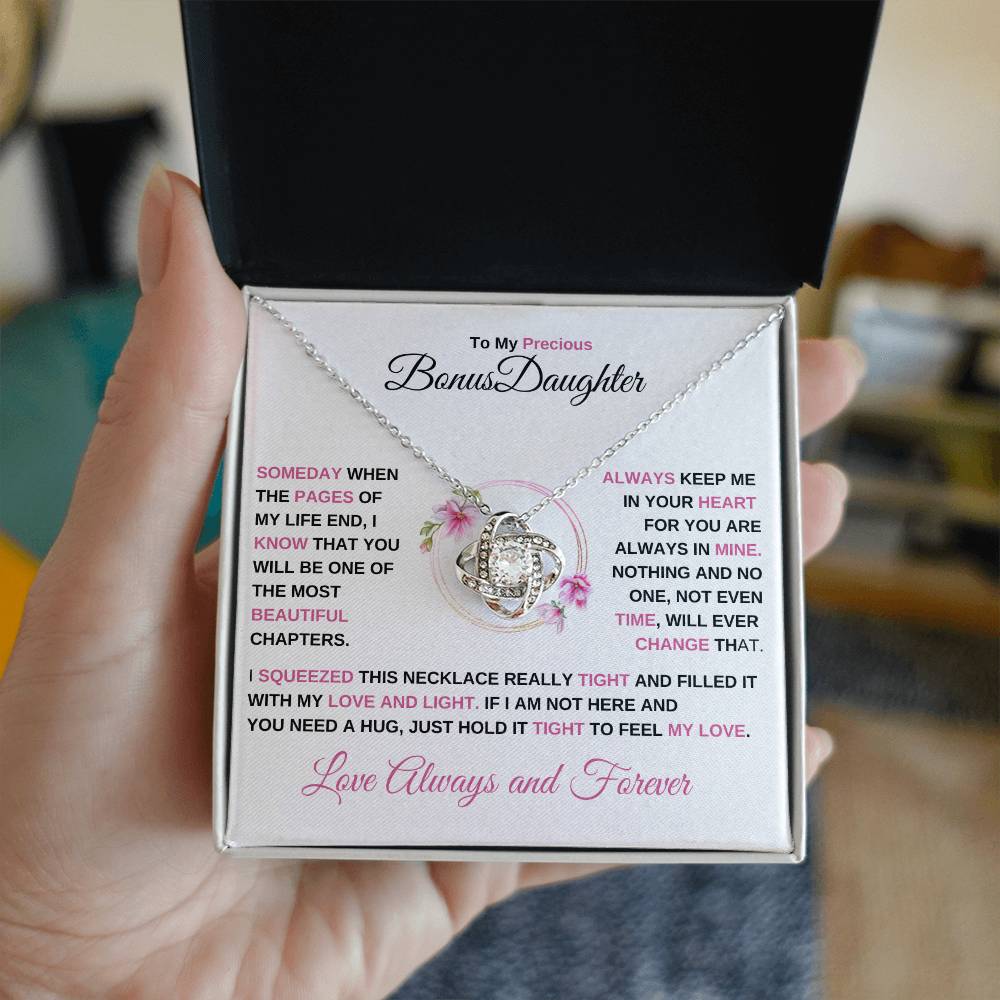 To My Precious
BonusDaughter
SOMEDAY WHEN
THE PAGES OF
MY LIFE END, I
KNOW THAT YOU
WILL BE ONE OF
THE MOST
BEAUTIFUL
CHAPTERS.
ALWAYS KEEP ME
IN YOUR HEART
FOR YOU ARE
ALWAYS IN MINE.
NOTHING AND NO
ONE, NOT EVEN
TIME, WILL EVER
CHANGE THAT.
I SQUEEZED THIS NECKLACE REALLY TIGHT AND FILLED IT
WITH MY LOVE AND LIGHT. IF I AM NOT HERE AND
YOU NEED A HUG, JUST HOLD IT TIGHT TO FEEL MY LOVE.
Love Always and Forever